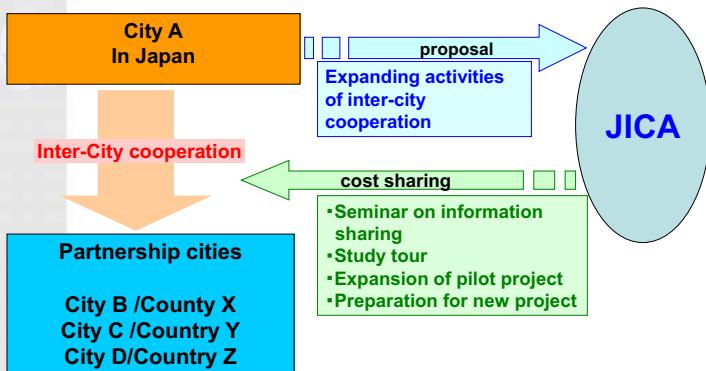 City A
In Japan
proposal
Expanding activities
of inter-city
cooperation
JICA
Inter-City cooperation
cost sharing
・Seminar on information
sharing
・Study tour
・Expansion of pilot project
・Preparation for new project
Partnership cities
City B /County X
City C /Country Y
City D/Country Z